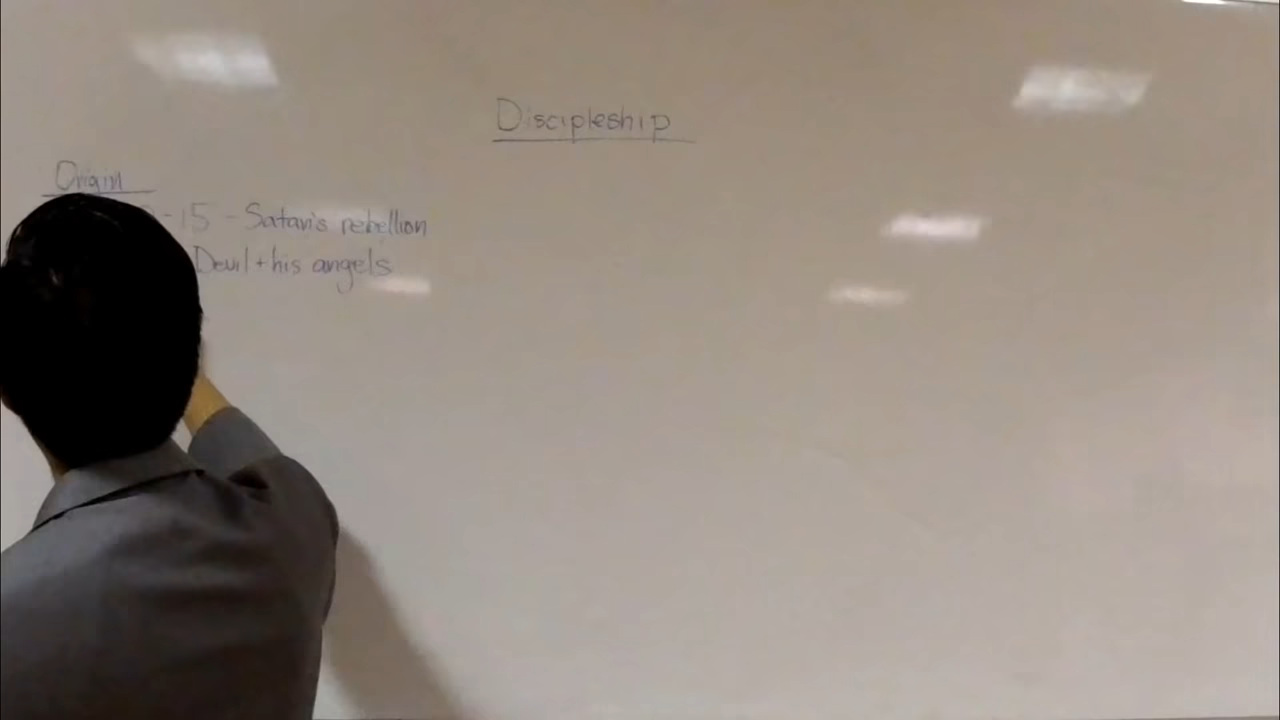 Discipleship
Origin
-15 - Satan's rebellion
Devil + his angels